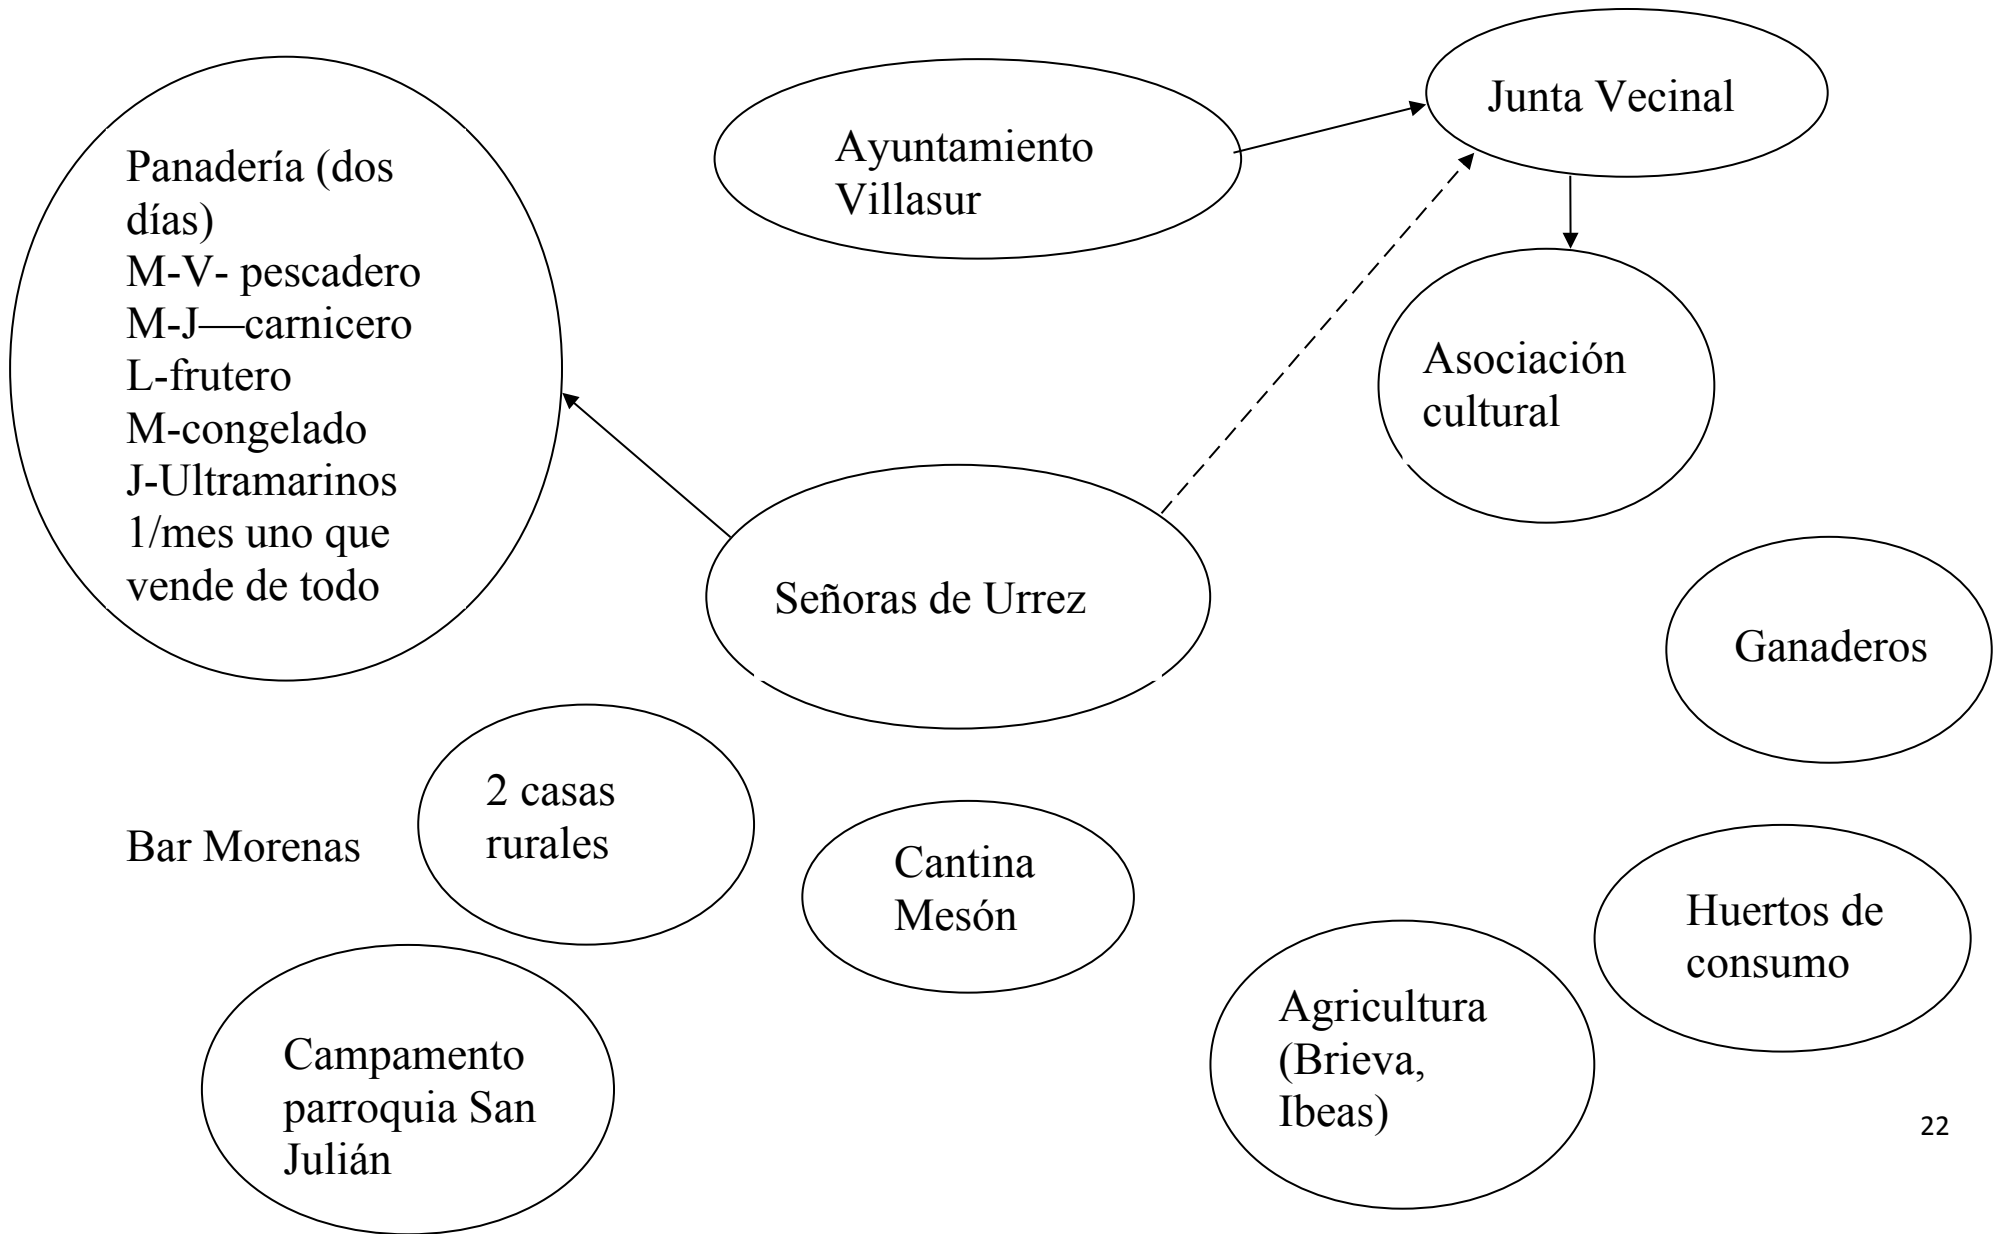 Junta Vecinal
Ayuntamiento
Villasur
Panadería (dos
días)
M-V- pescadero
M-J—carnicero
L-frutero
M-congelado
J-Ultramarinos
1/mes uno que
vende de todo
Asociación
cultural
Señoras de Urrez
Ganaderos
2 casas
rurales
Bar Morenas
Cantina
Mesón
Huertos de
consumo
Agricultura
(Brieva,
Ibeas)
Campamento
parroquia San
Julián
22